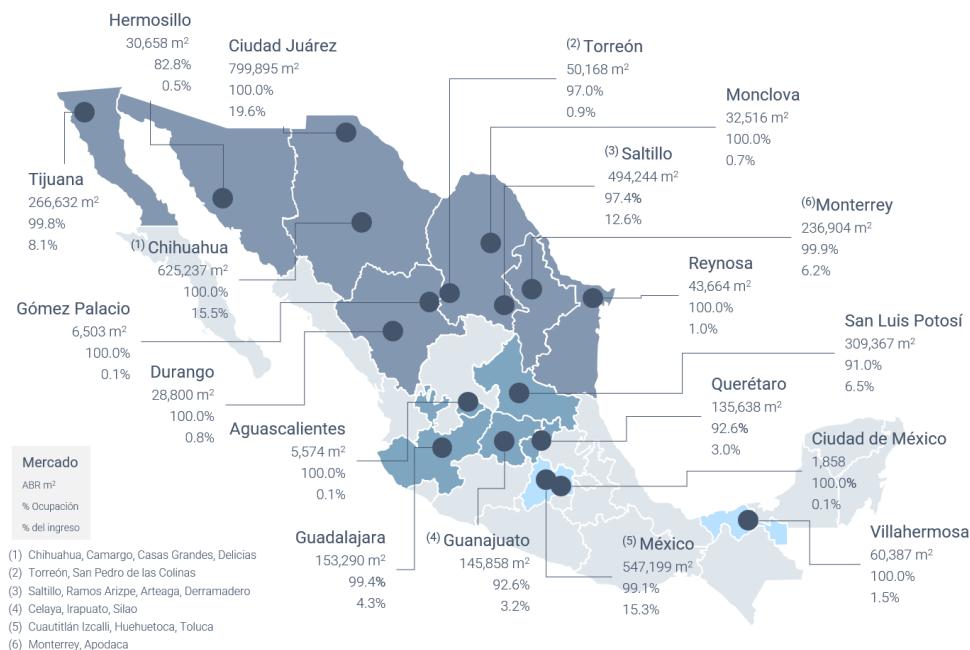 Hermosillo
30,658 m²
82.8%
0.5%
Ciudad Juárez
799,895 m²
100.0%
19.6%
(2) Torreón
50,168 m²
97.0%
0.9%
Monclova
32,516 m²
100.0%
0.7%
(3) Saltillo
494,244 m²
97.4%
12.6%
Tijuana
266,632 m²
99.8%
8.1%
(6)Monterrey
236,904 m²
99.9%
6.2%
(1) Chihuahua
625,237 m²
100.0%
15.5%
Reynosa
43,664 m²
100.0%
1.0%
Gómez Palacio
6,503 m²
100.0%
0.1%
San Luis Potosí
309,367 m²
91.0%
6.5%
Durango
28,800 m²
100.0%
0.8%
Querétaro
135,638 m²
92.6%
3.0%
Aguascalientes
5,574 m²
100.0%
0.1%
Ciudad de México
1,858
100.0%
0.1%
Mercado
ABR m²
% Ocupación
% del ingreso
Guadalajara
153,290 m²
99.4%
4.3%
(4) Guanajuato
145,858 m²
92.6%
3.2%
(5) México
547,199 m²
99.1%
15.3%
Villahermosa
60,387 m²
100.0%
1.5%
(1) Chihuahua, Camargo, Casas Grandes, Delicias
(2) Torreón, San Pedro de las Colinas
(3) Saltillo, Ramos Arizpe, Arteaga, Derramadero
(4) Celaya, Irapuato, Silao
(5) Cuautitlán Izcalli, Huehuetoca, Toluca
(6) Monterrey, Apodaca